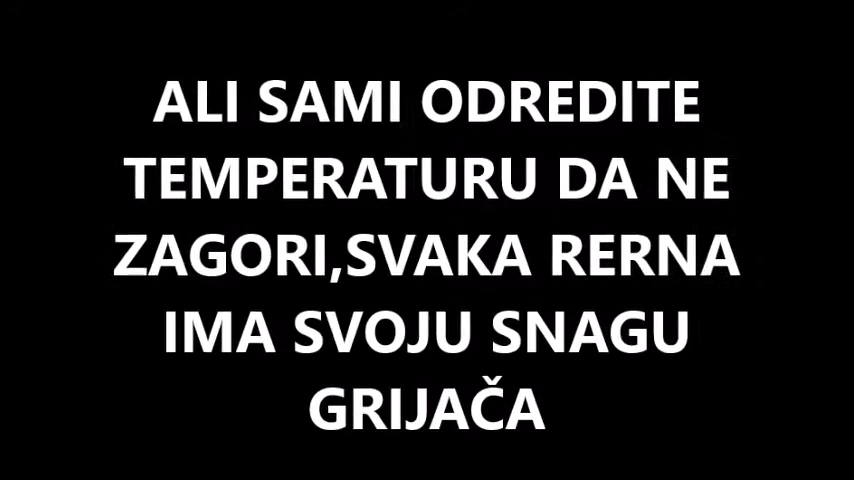 ALI SAMI ODREDITE
TEMPERATURU DA NE
ZAGORI,SVAKA RERNA
IMA SVOJU SNAGU
GRIJAČA